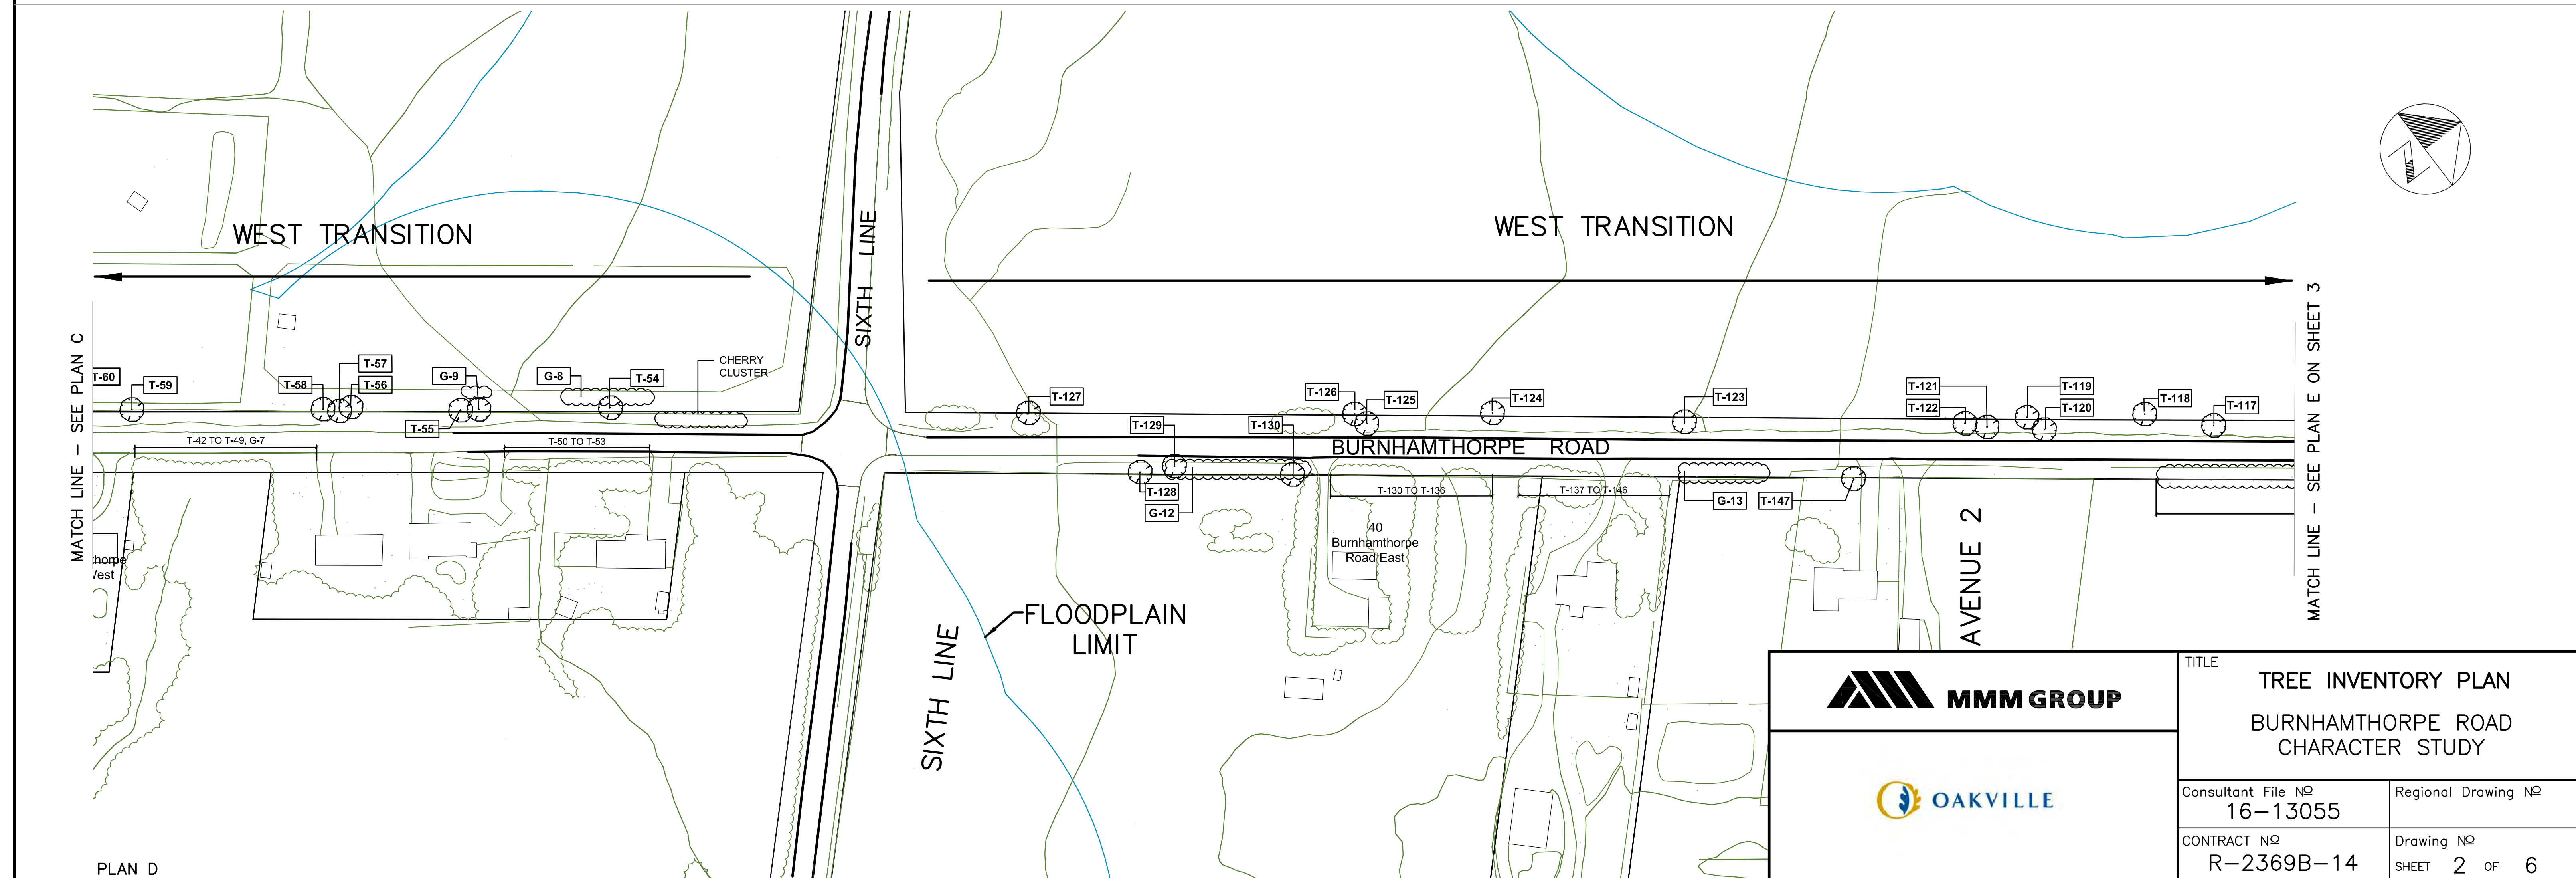 WEST TRANSITION
WEST TRANSITION
SIXTH LINE
MATCH LINE - SEE PLAN C
MATCH LINE - SEE PLAN E ON SHEET 3
T-60
T-59
T-58
T-57
T-56
T-55
G-9
G-8
T-54
CHERRY
CLUSTER
T-127
T-126
T-125
T-124
T-123
T-121
T-122
T-119
T-120
T-118
T-117
T-42 TO T-49, G-7
T-50 TO T-53
T-129
T-130
BURNHAMTHORPE ROAD
T-128
G-12
T-130 TO T-136
T-137 TO T-146
G-13
T-147
40
Burnhamthorpe
Road East
thorpe
West
AVENUE 2
FLOODPLAIN
LIMIT
SIXTH LINE
PLAN D
MMM GROUP
OAKVILLE
TITLE
TREE INVENTORY PLAN
BURNHAMTHORPE ROAD
CHARACTER STUDY
Consultant File Nº
16-13055
Regional Drawing Nº
CONTRACT Nº
R-2369B-14
Drawing Nº
SHEET 2 OF 6